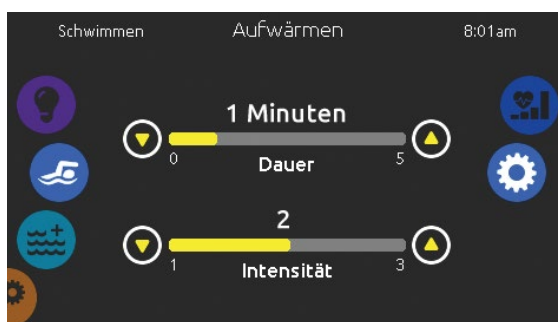 Schwimmen Aufwärmen 8:01am
1 Minuten
0 Dauer 5
2
1 Intensität 3